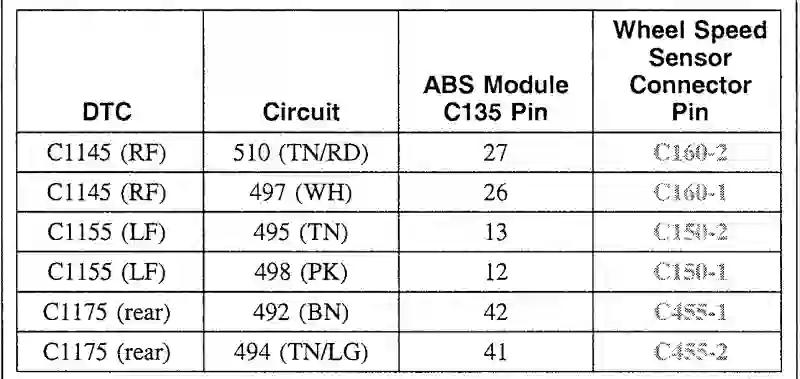 DTC Circuit ABS Module C135 Pin Wheel Speed Sensor Connector Pin
C1145 (RF) 510 (TN/RD) 27 C160-2
C1145 (RF) 497 (WH) 26 C160-1
C1155 (LF) 495 (TN) 13 C150-2
C1155 (LF) 498 (PK) 12 C150-1
C1175 (rear) 492 (BN) 42 C455-1
C1175 (rear) 494 (TN/LG) 41 C455-2